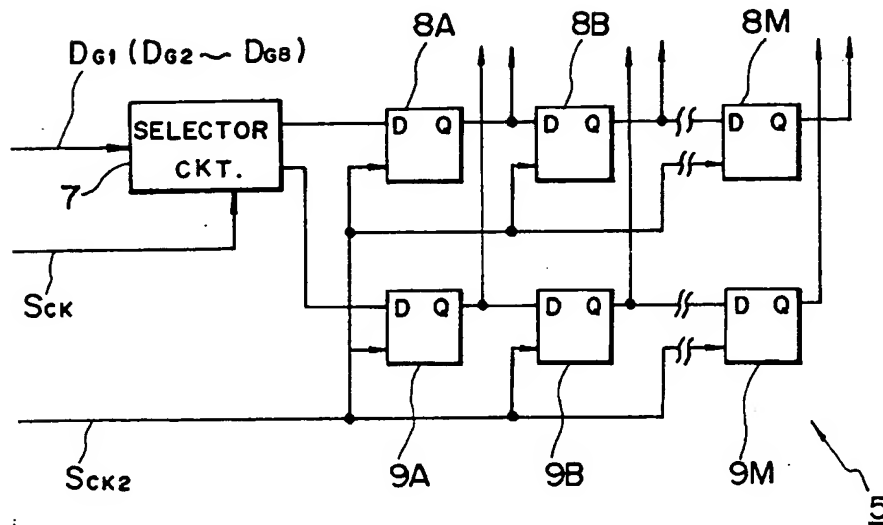 8A 8B 8M
DG1 (DG2 ~ DG8)
SELECTOR
CKT.
7
D Q D Q D Q
SCK
D Q D Q D Q
SCK2
9A 9B 9M
5